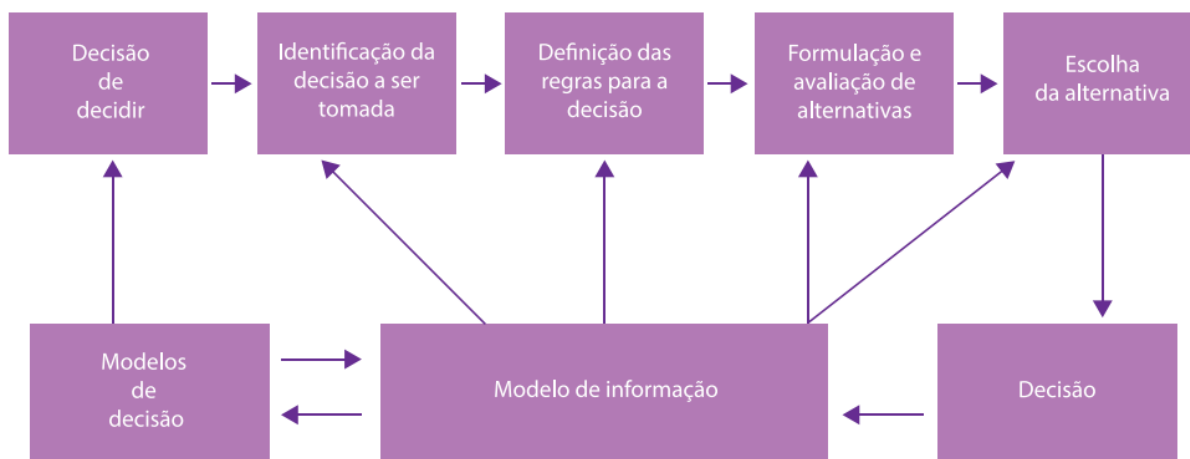 Decisão
de
decidir
Identificação da
decisão a ser
tomada
Definição das
regras para a
decisão
Formulação e
avaliação de
alternativas
Escolha
da alternativa
Modelos
de
decisão
Modelo de informação
Decisão